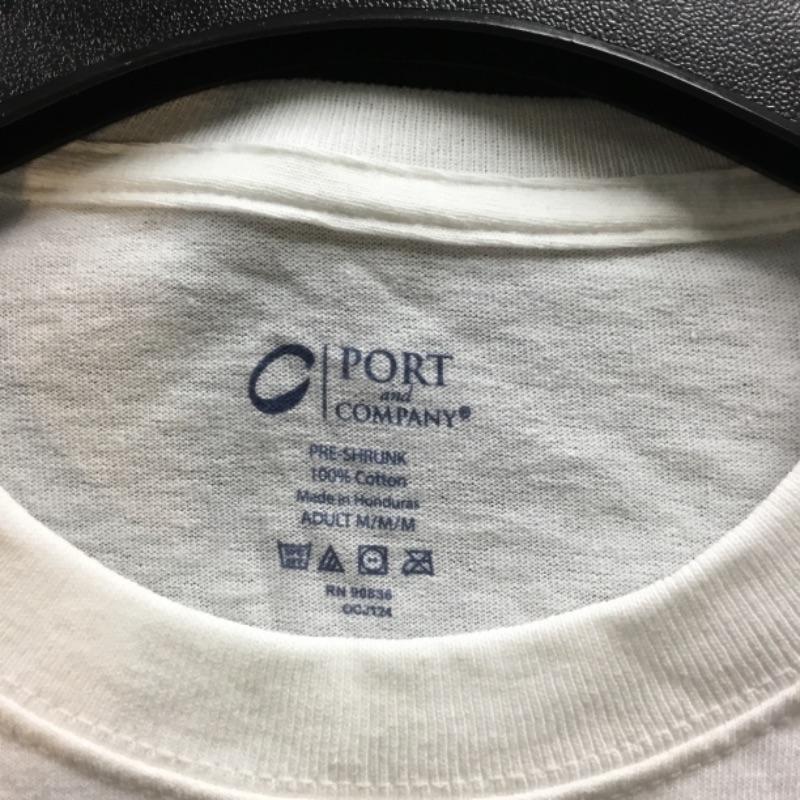 PORT
and
COMPANY®
PRE-SHRUNK
100% Cotton
Made in Honduras
ADULT M/M/M
RN 90836